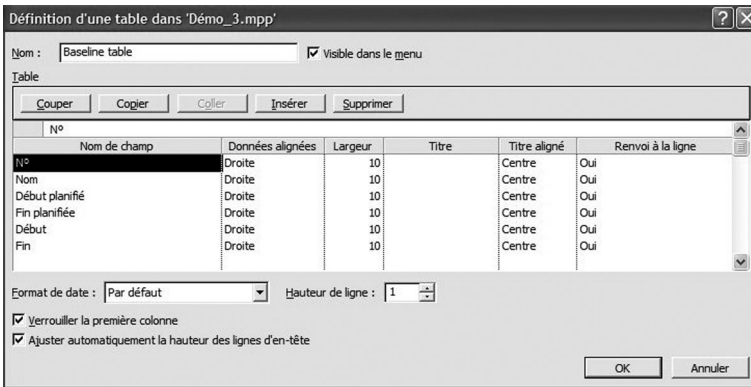 Définition d'une table dans 'Démo_3.mpp'
Nom : Baseline table Visible dans le menu
Table
Couper Copier Coller Insérer Supprimer
Nº
Nom de champ Données alignées Largeur Titre Titre aligné Renvoi à la ligne
Nº Droite 10 Centre Oui
Nom Droite 10 Centre Oui
Début planifié Droite 10 Centre Oui
Fin planifiée Droite 10 Centre Oui
Début Droite 10 Centre Oui
Fin Droite 10 Centre Oui
Format de date : Par défaut Hauteur de ligne : 1
Verrouiller la première colonne
Ajuster automatiquement la hauteur des lignes d'en-tête
OK Annuler